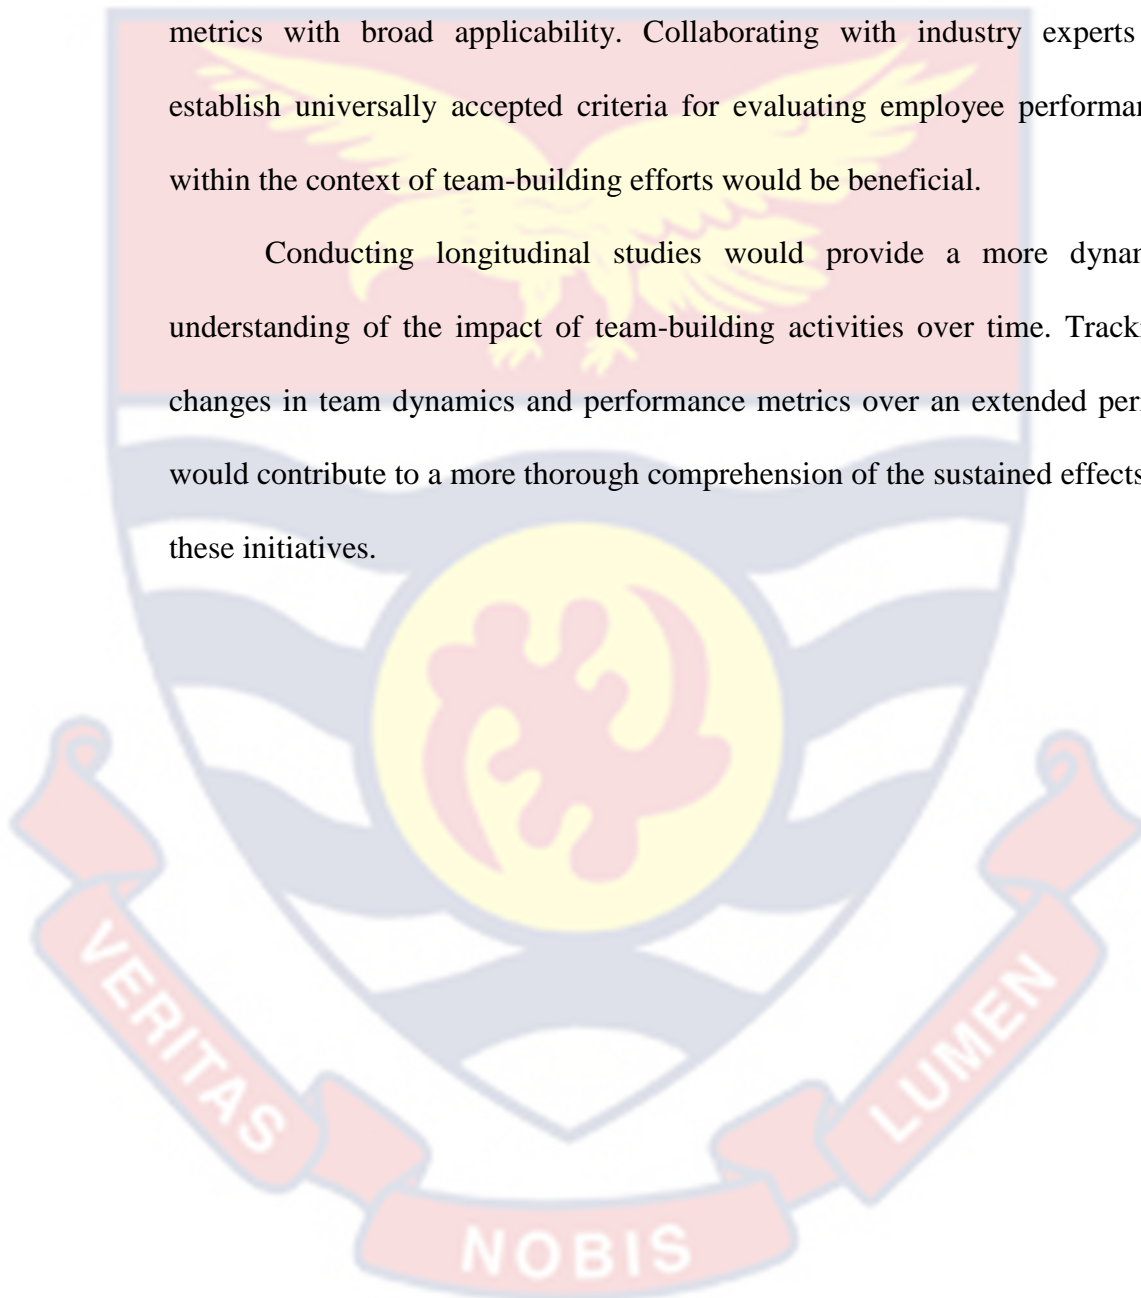 metrics with broad applicability. Collaborating with industry experts
establish universally accepted criteria for evaluating employee performan
within the context of team-building efforts would be beneficial.
Conducting longitudinal studies would provide a more dynam
understanding of the impact of team-building activities over time. Tracki
changes in team dynamics and performance metrics over an extended peri
would contribute to a more thorough comprehension of the sustained effects
these initiatives.
VERITAS
NOBIS
LUMEN